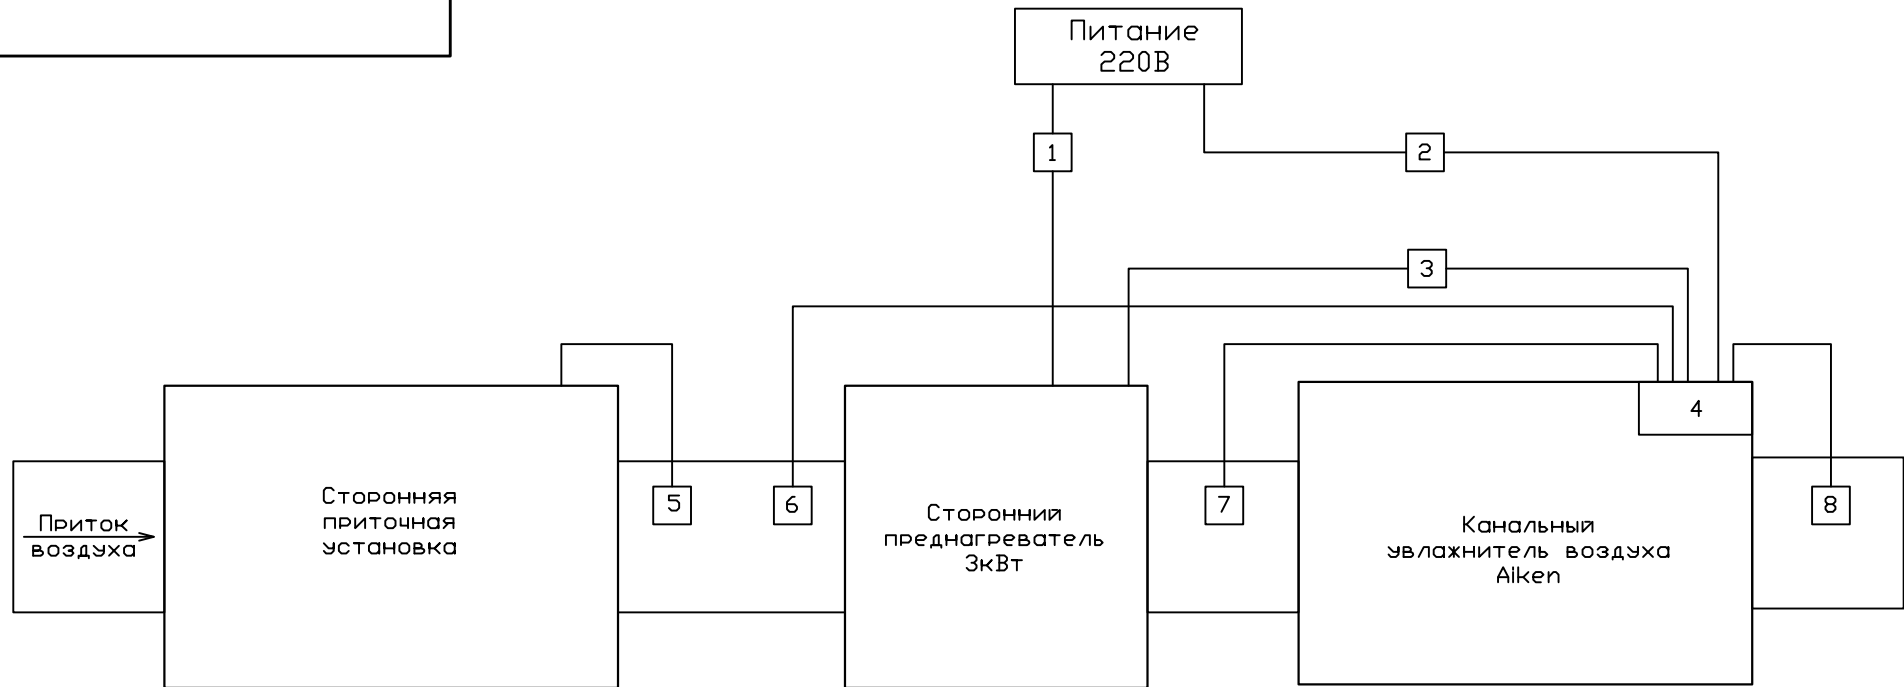 Питание
220В
1
2
3
4
5
6
7
8
Приток
воздуха
Сторонняя
приточная
установка
Сторонний
преднагреватель
3кВт
Канальный
увлажнитель воздуха
Aiken